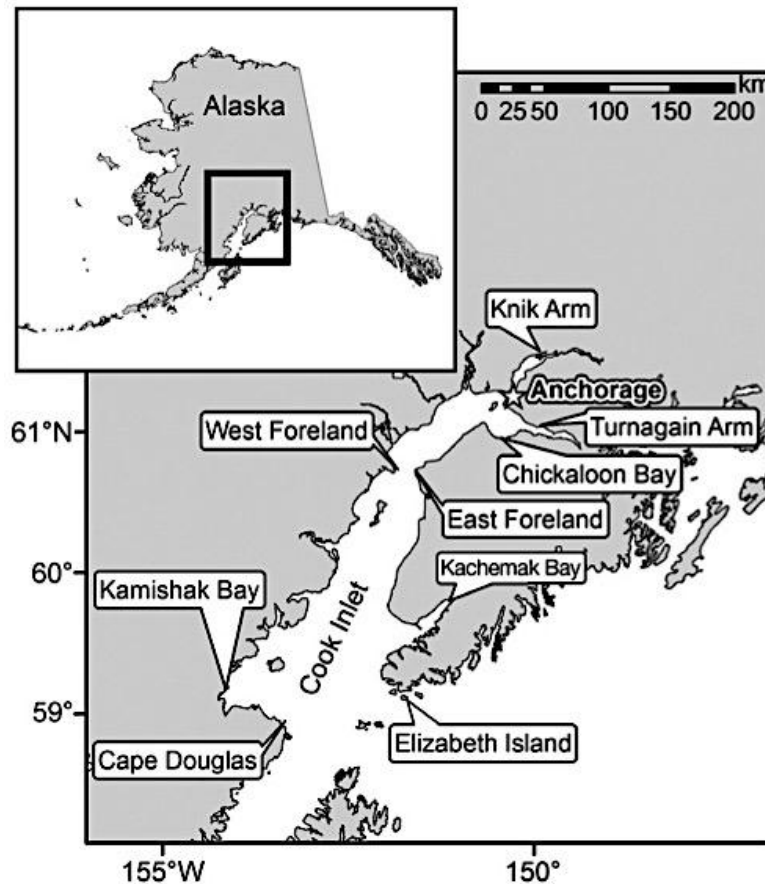 Alaska
km
0 25 50 100 150 200
Knik Arm
Anchorage
61°N
West Foreland
Turnagain Arm
Chickaloon Bay
East Foreland
60°
Kachemak Bay
Kamishak Bay
Cook Inlet
59°
Elizabeth Island
Cape Douglas
155°W
150°